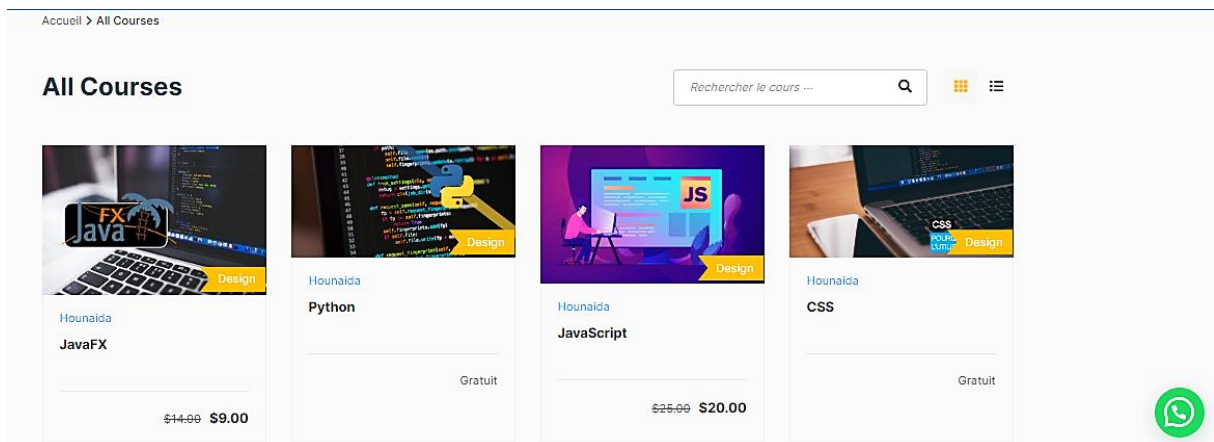 Accueil > All Courses
All Courses
Rechercher le cours ...
FX
Java
Design
Hounaida
JavaFX
$14.00 $9.00
Design
Hounaida
Python
Gratuit
JS
Design
Hounaida
JavaScript
$25.00 $20.00
CSS
Design
Hounaida
CSS
Gratuit